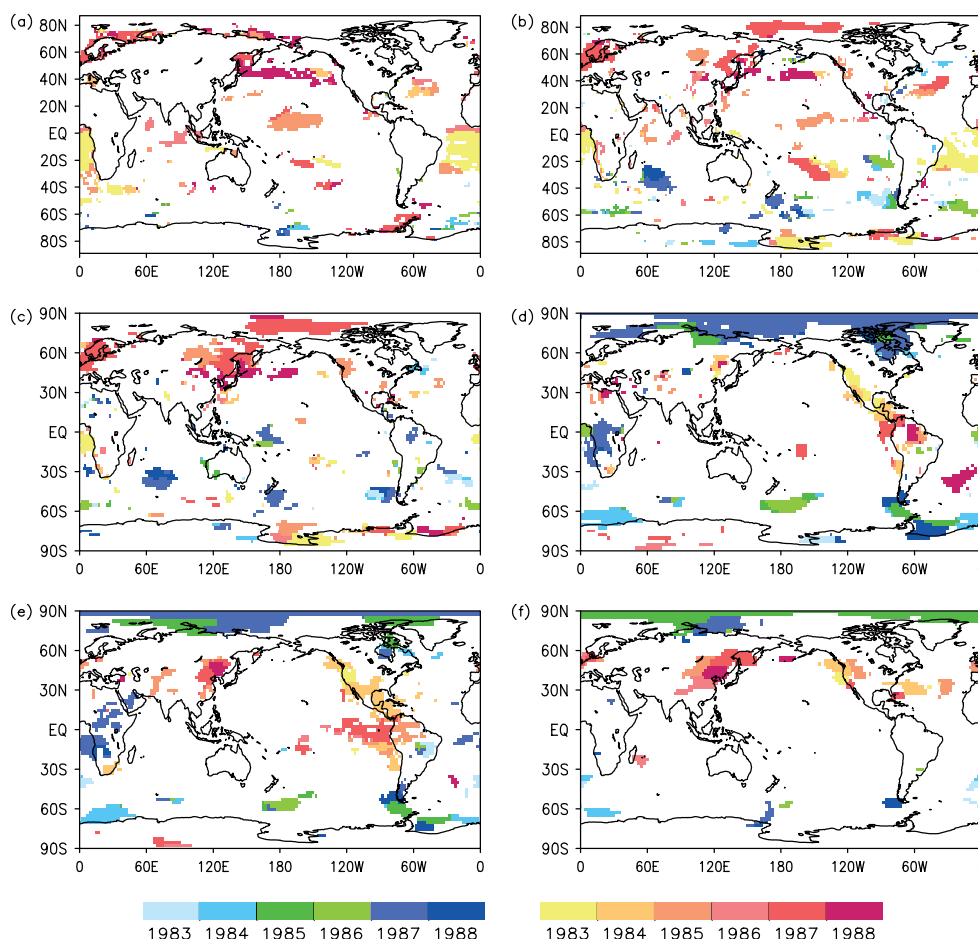 (a) (b)
80N 80N
60N 60N
40N 40N
20N 20N
EQ EQ
20S 20S
40S 40S
60S 60S
80S 80S
0 60E 120E 180 120W 60W 0 0 60E 120E 180 120W 60W
(c) 90N (d) 90N
60N 60N
30N 30N
EQ EQ
30S 30S
60S 60S
90S 90S
0 60E 120E 180 120W 60W 0 0 60E 120E 180 120W 60W
(e) 90N (f) 90N
60N 60N
30N 30N
EQ EQ
30S 30S
60S 60S
90S 90S
0 60E 120E 180 120W 60W 0 0 60E 120E 180 120W 60W
1983 1984 1985 1986 1987 1988 1983 1984 1985 1986 1987 1988